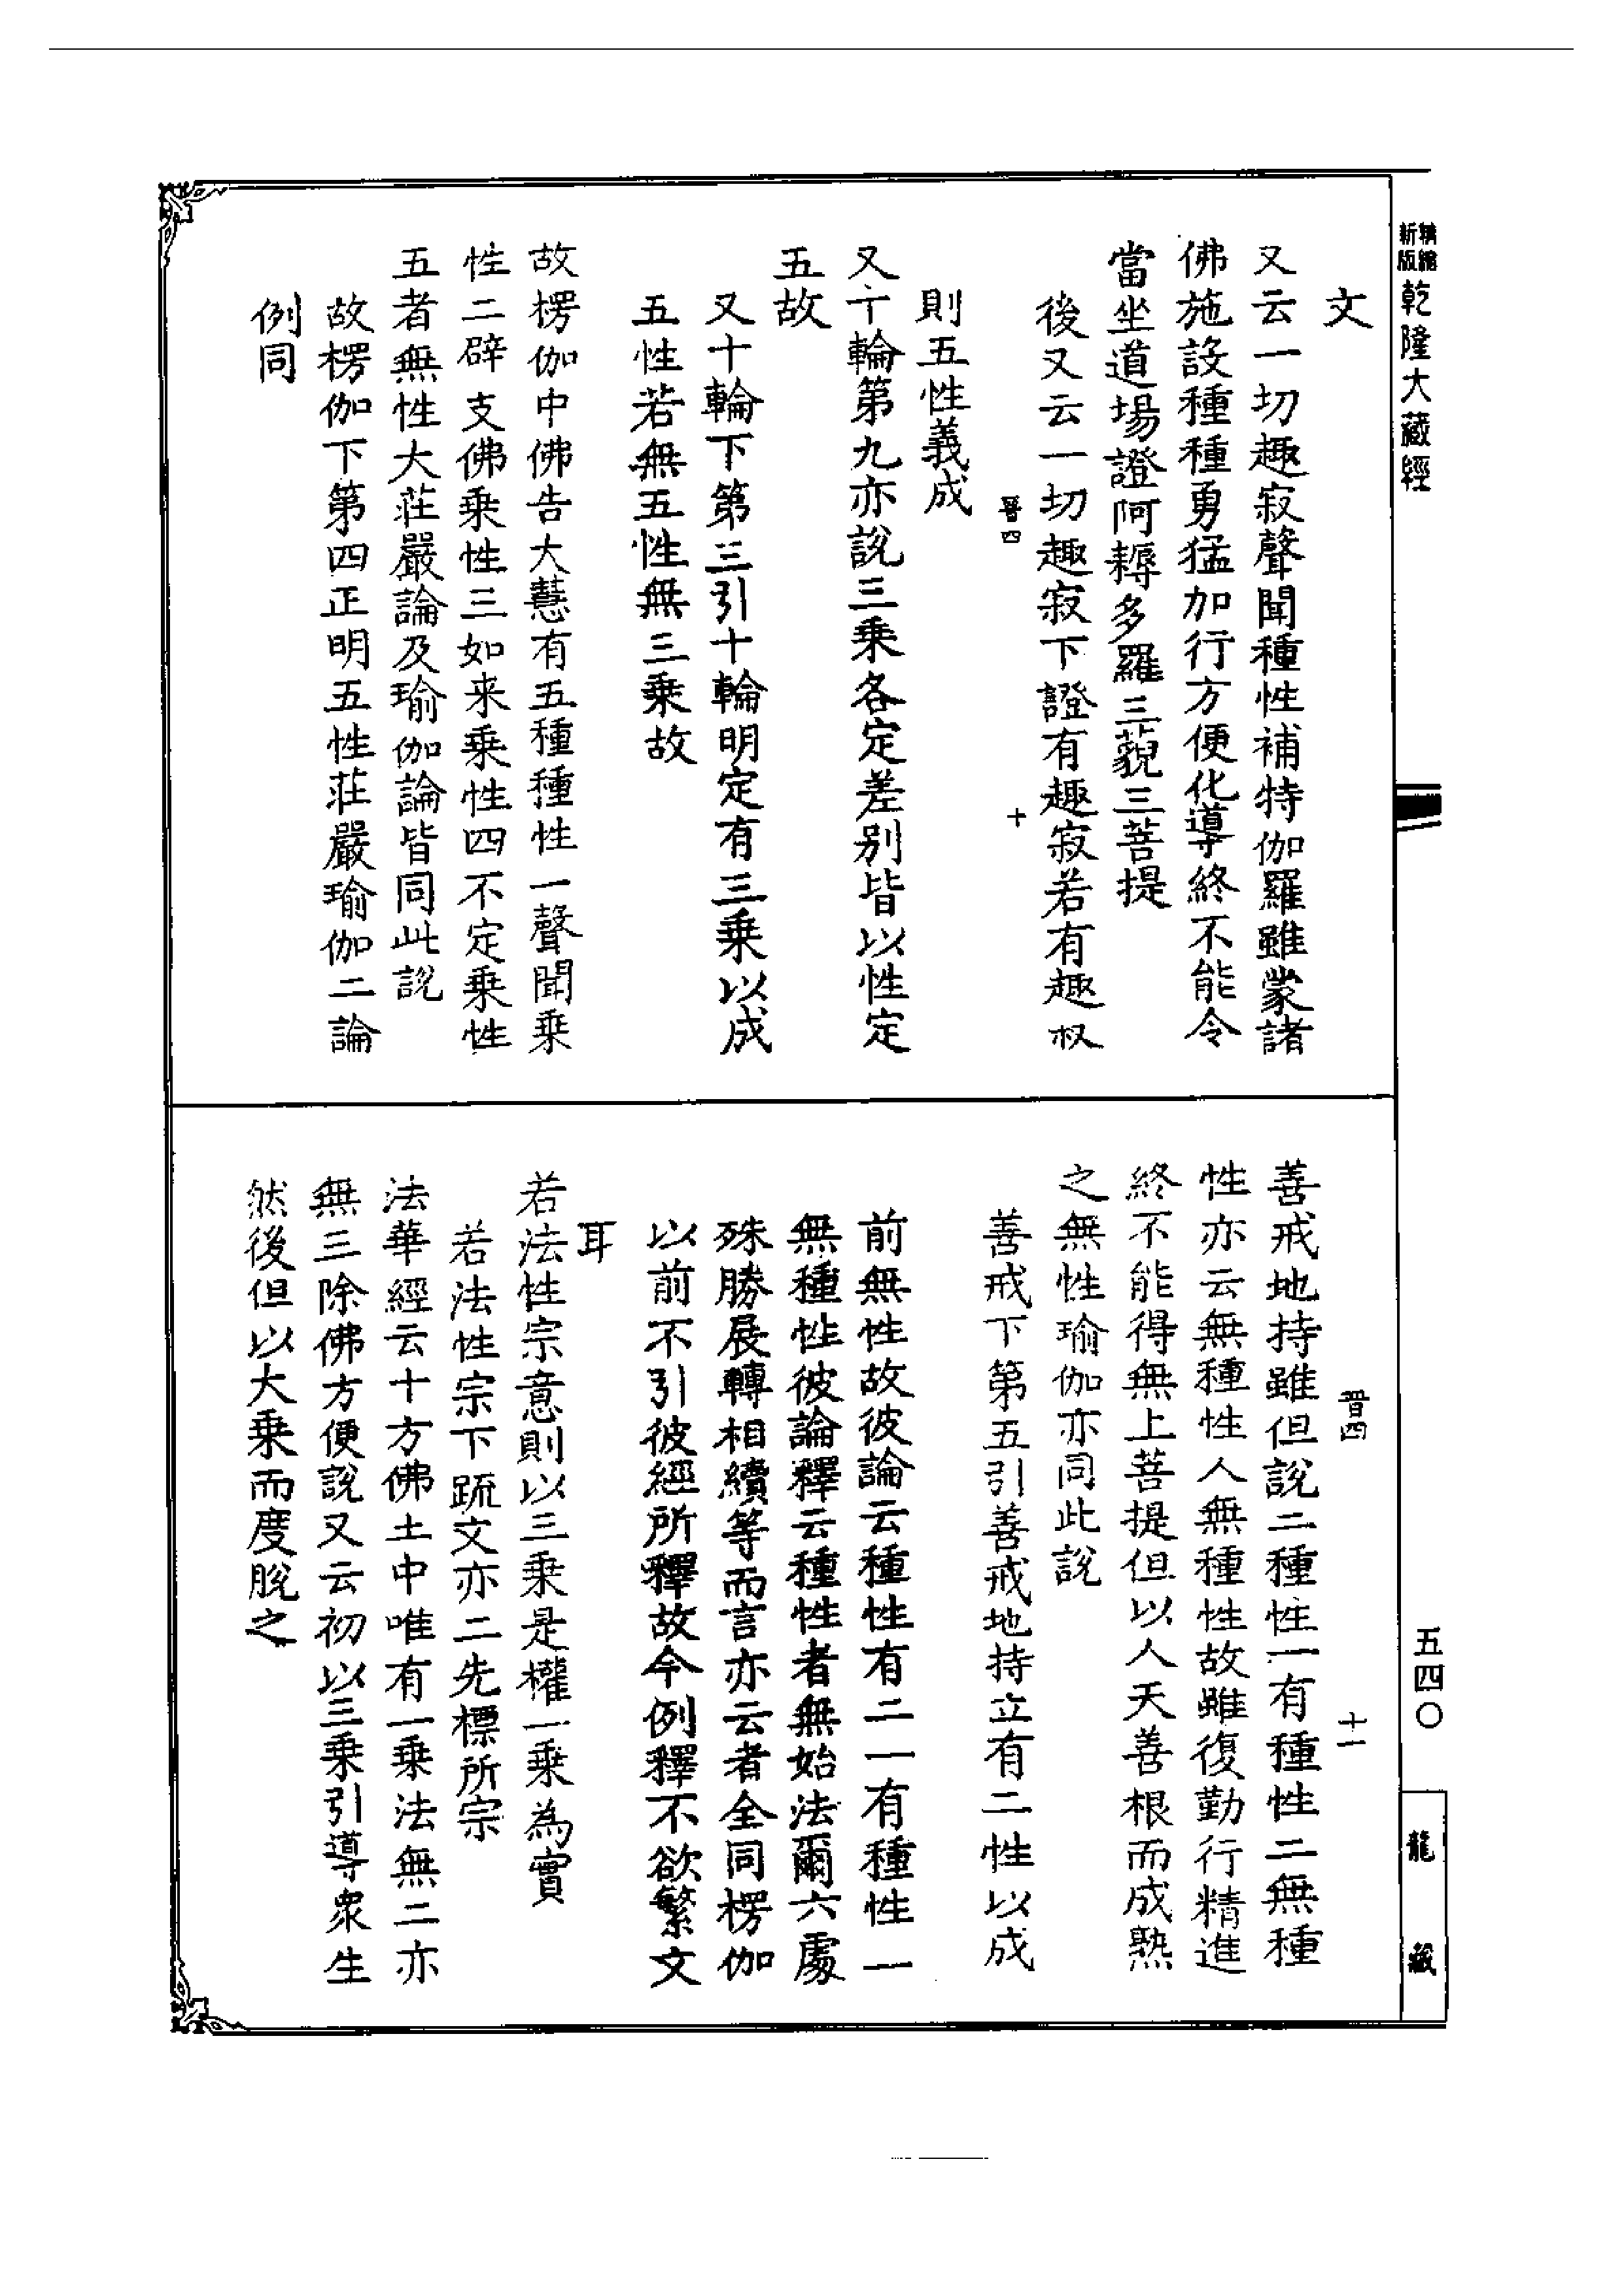 精縮
新版
乾隆大藏經
文
又云一切趣寂聲聞種性補特伽羅雖蒙諸
佛施設種種勇猛加行方便化導終不能令
當坐道場證阿耨多羅三藐三菩提
後又云一切趣寂下證有趣寂若有趣寂
晉四
十
則五性義成
又十輪第九亦說三乘各定差別皆以性定
五故
又十輪下第三引十輪明定有三乘以成
五性若無五性無三乘故
故楞伽中佛告大慧有五種種性一聲聞乘
性二辟支佛乘性三如来乘性四不定乘性
五者無性大莊嚴論及瑜伽論皆同此說
故楞伽下第四正明五性莊嚴瑜伽二論
例同
晉四
十一
善戒地持雖但說二種性一有種性二無種
性亦云無種性人無種性故雖復勤行精進
終不能得無上菩提但以人天善根而成熟
之無性瑜伽亦同此說
善戒下第五引善戒地持立有二性以成
前無性故彼論云種性有二一有種性一
無種性彼論釋云種性者無始法爾六處
殊勝展轉相續等而言亦云者全同楞伽
以前不引彼經所釋故今例釋不欲繁文
耳
若法性宗意則以三乘是權一乘為實
若法性宗下䟽文亦二先標所宗
法華經云十方佛土中唯有一乘法無二亦
無三除佛方便說又云初以三乘引導眾生
然後但以大乘而度脫之
五四〇
龍藏